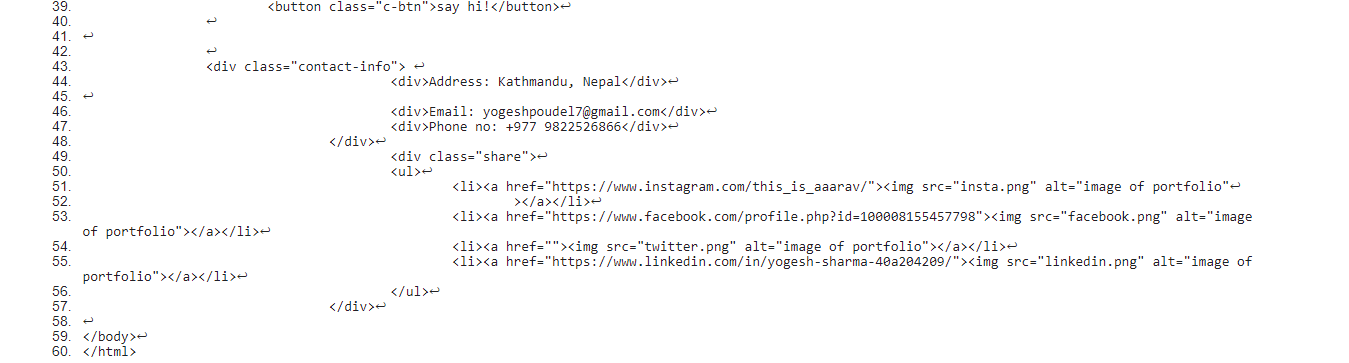 39. <button class="c-btn">say hi!</button>↩
40. ↩
41. ↩
42. ↩
43. <div class="contact-info"> ↩
44. <div>Address: Kathmandu, Nepal</div>↩
45. ↩
46. <div>Email: yogeshpoudel7@gmail.com</div>↩
47. <div>Phone no: +977 9822526866</div>↩
48. </div>↩
49. <div class="share">↩
50. <ul>↩
51. <li><a href="https://www.instagram.com/this_is_aaarav/"><img src="insta.png" alt="image of portfolio"↩
52. ></a></li>↩
53. <li><a href="https://www.facebook.com/profile.php?id=100008155457798"><img src="facebook.png" alt="image
of portfolio"></a></li>↩
54. <li><a href=""><img src="twitter.png" alt="image of portfolio"></a></li>↩
55. <li><a href="https://www.linkedin.com/in/yogesh-sharma-40a204209/"><img src="linkedin.png" alt="image of
portfolio"></a></li>↩
56. </ul>↩
57. </div>↩
58. ↩
59. </body>↩
60. </html>